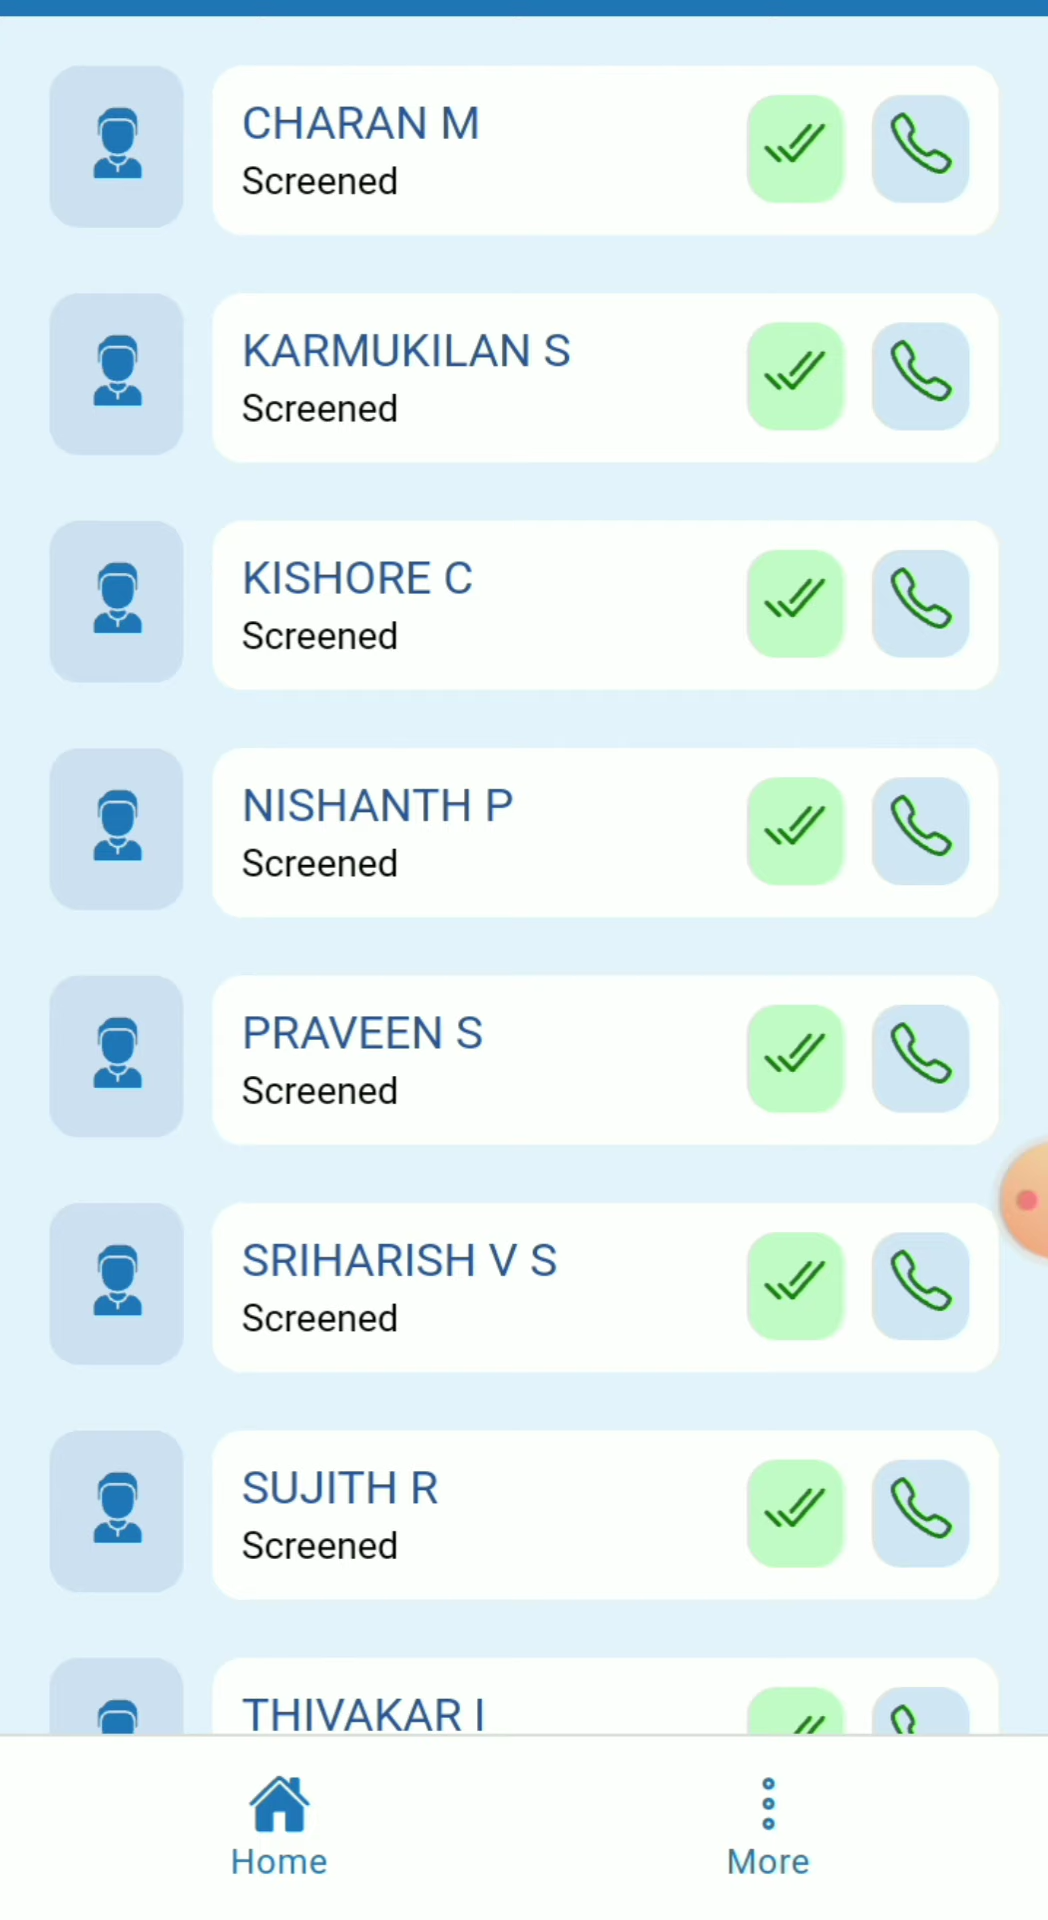 CHARAN M
Screened
KARMUKILAN S
Screened
KISHORE C
Screened
NISHANTH P
Screened
PRAVEEN S
Screened
SRIHARISH V S
Screened
SUJITH R
Screened
THIVAKAR I
Home
More